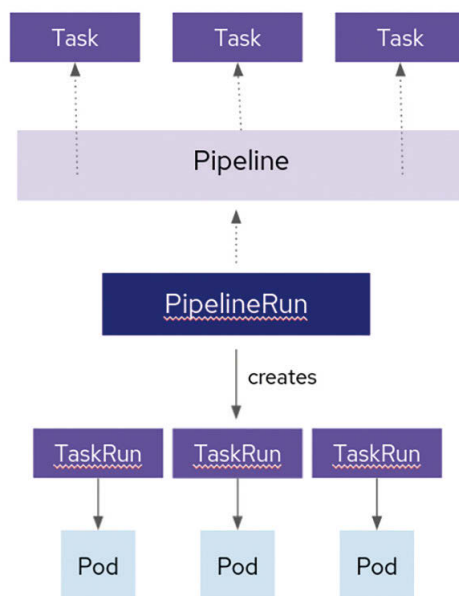 Task Task Task
Pipeline
PipelineRun
creates
TaskRun TaskRun TaskRun
Pod Pod Pod